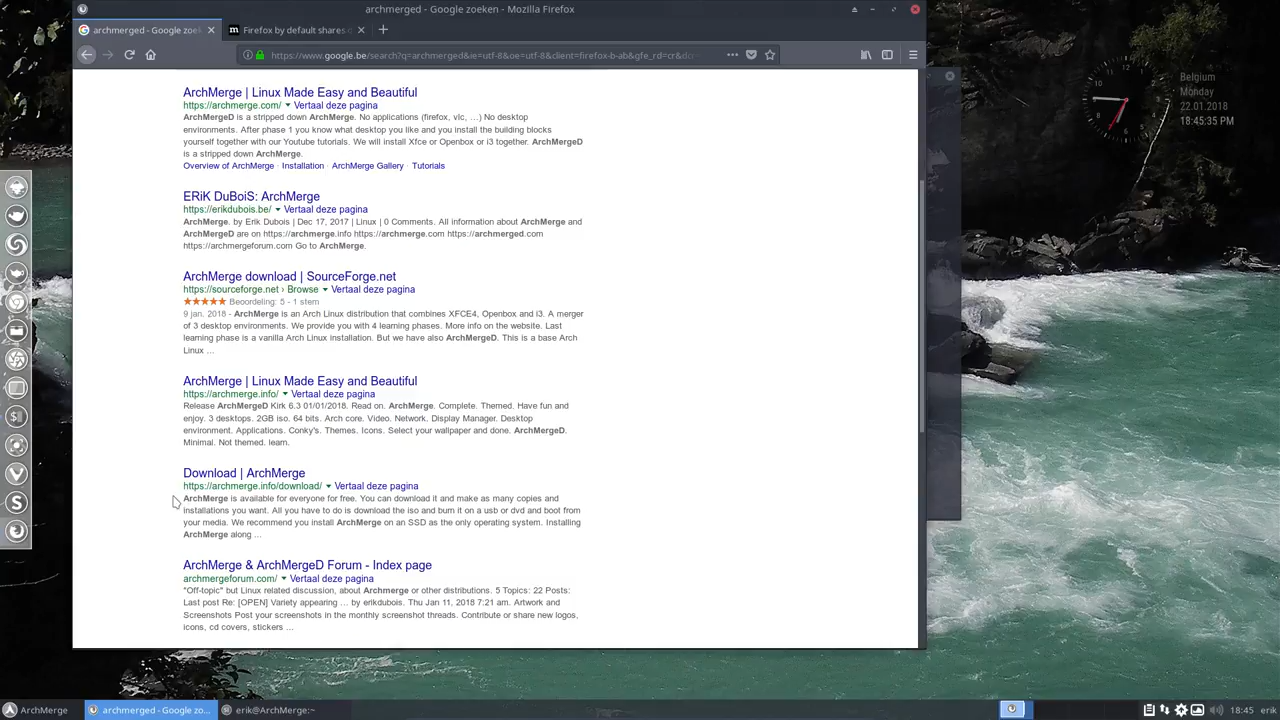 archmerged - Google zoeken - Mozilla Firefox
archmerged - Google zoek
Firefox by default shares d
https://www.google.be/search?q=archmerged&ie=utf-8&oe=utf-8&client=firefox-b-ab&gfe_rd=cr&dc
ArchMerge | Linux Made Easy and Beautiful
https://archmerge.com/ Vertaal deze pagina
ArchMergeD is a stripped down ArchMerge. No applications (firefox, vlc, ...) No desktop
environments. After phase 1 you know what desktop you like and you install the building blocks
yourself together with our Youtube tutorials. We will install Xfce or Openbox or i3 together. ArchMergeD
is a stripped down ArchMerge.
Overview of ArchMerge · Installation · ArchMerge Gallery · Tutorials
ERiK DuBoiS: ArchMerge
https://erikdubois.be/ Vertaal deze pagina
ArchMerge. by Erik Dubois | Dec 17, 2017 | Linux | 0 Comments. All information about ArchMerge and
ArchMergeD are on https://archmerge.info https://archmerge.com https://archmerged.com
https://archmergeforum.com Go to ArchMerge.
ArchMerge download | SourceForge.net
https://sourceforge.net › Browse Vertaal deze pagina
Beoordeling: 5 - 1 stem
9 jan. 2018 - ArchMerge is an Arch Linux distribution that combines XFCE4, Openbox and i3. A merger
of 3 desktop environments. We provide you with 4 learning phases. More info on the website. Last
learning phase is a vanilla Arch Linux installation. But we have also ArchMergeD. This is a base Arch
Linux ...
ArchMerge | Linux Made Easy and Beautiful
https://archmerge.info/ Vertaal deze pagina
Release ArchMergeD Kirk 6.3 01/01/2018. Read on. ArchMerge. Complete. Themed. Have fun and
enjoy. 3 desktops. 2GB iso. 64 bits. Arch core. Video. Network. Display Manager. Desktop
environment. Applications. Conky's. Themes. Icons. Select your wallpaper and done. ArchMergeD.
Minimal. Not themed. learn.
Download | ArchMerge
https://archmerge.info/download/ Vertaal deze pagina
ArchMerge is available for everyone for free. You can download it and make as many copies and
installations you want. All you have to do is download the iso and burn it on a usb or dvd and boot from
your media. We recommend you install ArchMerge on an SSD as the only operating system. Installing
ArchMerge along ...
ArchMerge & ArchMergeD Forum - Index page
archmergeforum.com/ Vertaal deze pagina
"Off-topic" but Linux related discussion, about Archmerge or other distributions. 5 Topics: 22 Posts:
Last post Re: [OPEN] Variety appearing ... by erikdubois. Thu Jan 11, 2018 7:21 am. Artwork and
Screenshots Post your screenshots in the monthly screenshot threads. Contribute or share new logos,
icons, cd covers, stickers ...
12
10
9
3
6
Belgium
Monday
22.01.2018
18:45:35 PM
ArchMerge
archmerged - Google zo...
erik@ArchMerge:~
18:45
erik